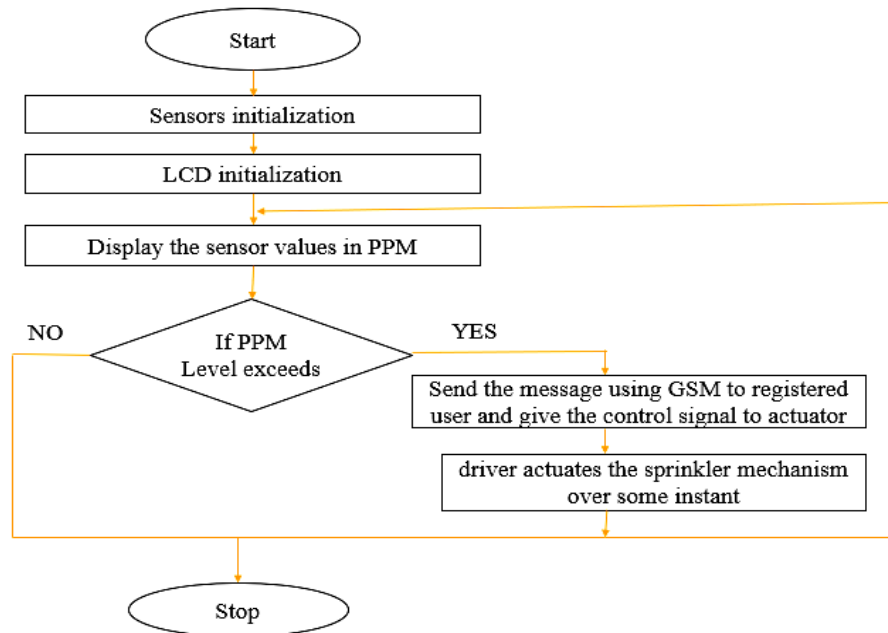 Start
Sensors initialization
LCD initialization
Display the sensor values in PPM
NO
YES
If PPM
Level exceeds
Send the message using GSM to registered
user and give the control signal to actuator
driver actuates the sprinkler mechanism
over some instant
Stop